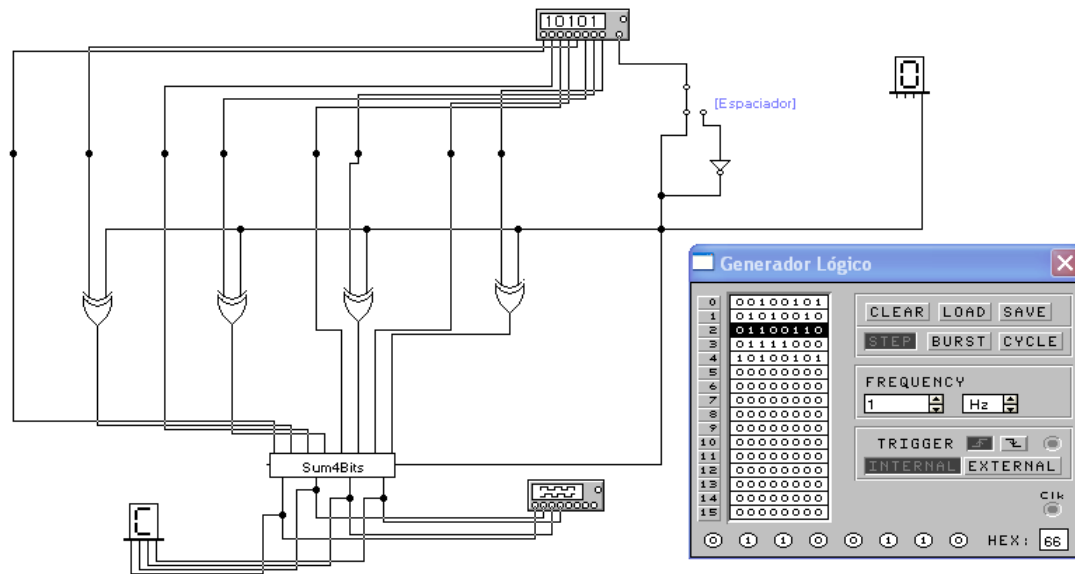 10101
0
[Espaciador]
Sum4Bits
C
Generador Lógico
0 00100101
1 01010010
2 01100110
3 01111000
4 10100101
5 00000000
6 00000000
7 00000000
8 00000000
9 00000000
10 00000000
11 00000000
12 00000000
13 00000000
14 00000000
15 00000000
CLEAR LOAD SAVE
STEP BURST CYCLE
FREQUENCY
1 Hz
TRIGGER
INTERNAL EXTERNAL
Clk
0 1 1 0 0 1 1 0 HEX: 66